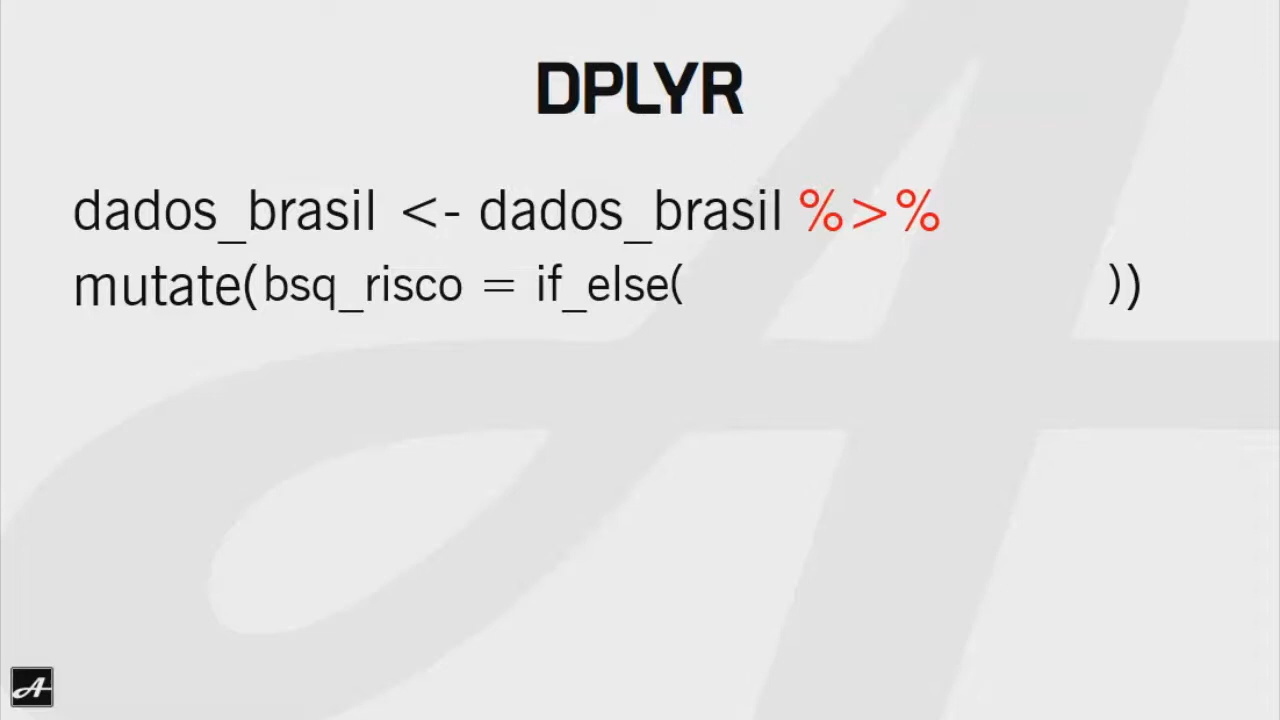 DPLYR
dados_brasil <- dados_brasil %>%
mutate(bsq_risco = if_else( ))